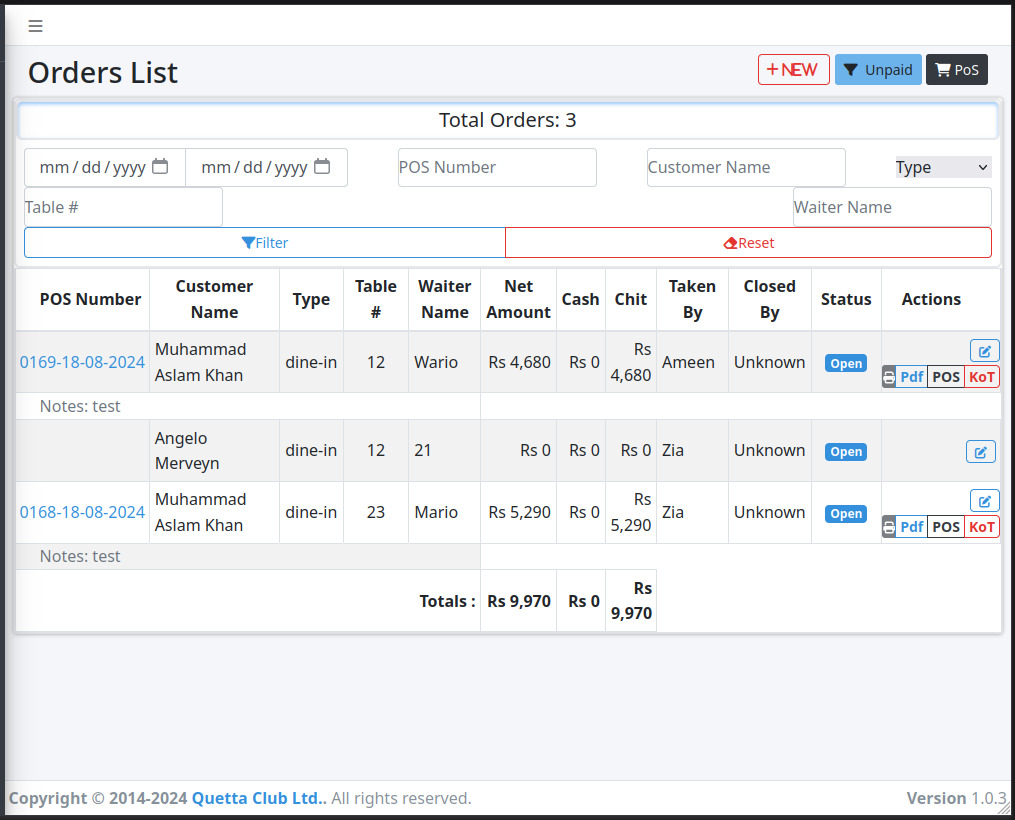 Orders List
+NEW
Unpaid
PoS
Total Orders: 3
mm/dd/yyyy mm/dd/yyyy POS Number Customer Name Type
Table # Waiter Name
Filter Reset
POS Number Customer Name Type Table # Waiter Name Net Amount Cash Chit Taken By Closed By Status Actions
0169-18-08-2024 Muhammad Aslam Khan dine-in 12 Wario Rs 4,680 Rs 0 Rs 4,680 Ameen Unknown Open Pdf POS KoT
Notes: test
Angelo Merveyn dine-in 12 21 Rs 0 Rs 0 Rs 0 Zia Unknown Open
0168-18-08-2024 Muhammad Aslam Khan dine-in 23 Mario Rs 5,290 Rs 0 Rs 5,290 Zia Unknown Open Pdf POS KoT
Notes: test
Totals : Rs 9,970 Rs 0 Rs 9,970
Copyright © 2014-2024 Quetta Club Ltd.. All rights reserved. Version 1.0.3